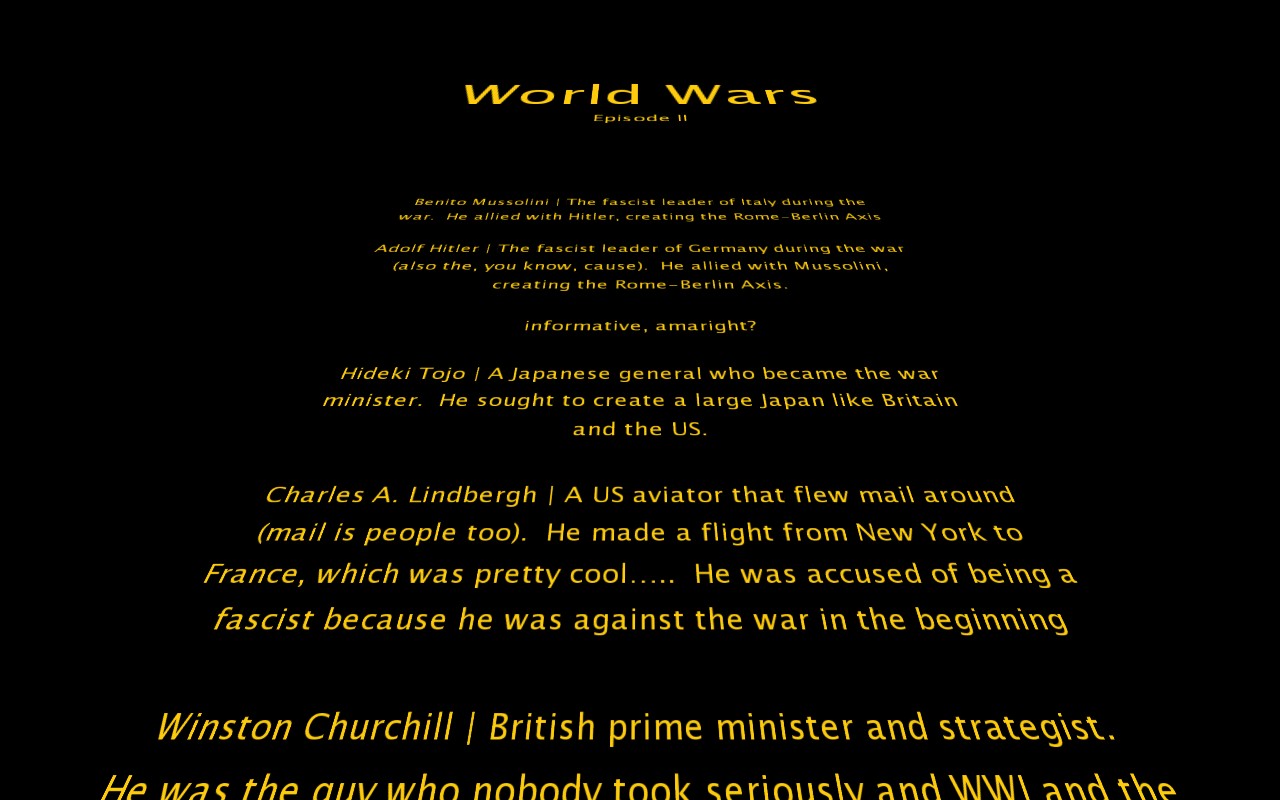 World Wars
Episode II
Benito Mussolini | The fascist leader of Italy during the
war.  He allied with Hitler, creating the Rome-Berlin Axis
Adolf Hitler | The fascist leader of Germany during the war
(also the, you know, cause).  He allied with Mussolini,
creating the Rome-Berlin Axis.
informative, amaright?
Hideki Tojo | A Japanese general who became the war
minister.  He sought to create a large Japan like Britain
and the US.
Charles A. Lindbergh | A US aviator that flew mail around
(mail is people too).  He made a flight from New York to
France, which was pretty cool.....  He was accused of being a
fascist because he was against the war in the beginning
Winston Churchill | British prime minister and strategist.
He was the guy who nobody took seriously and WWI and the